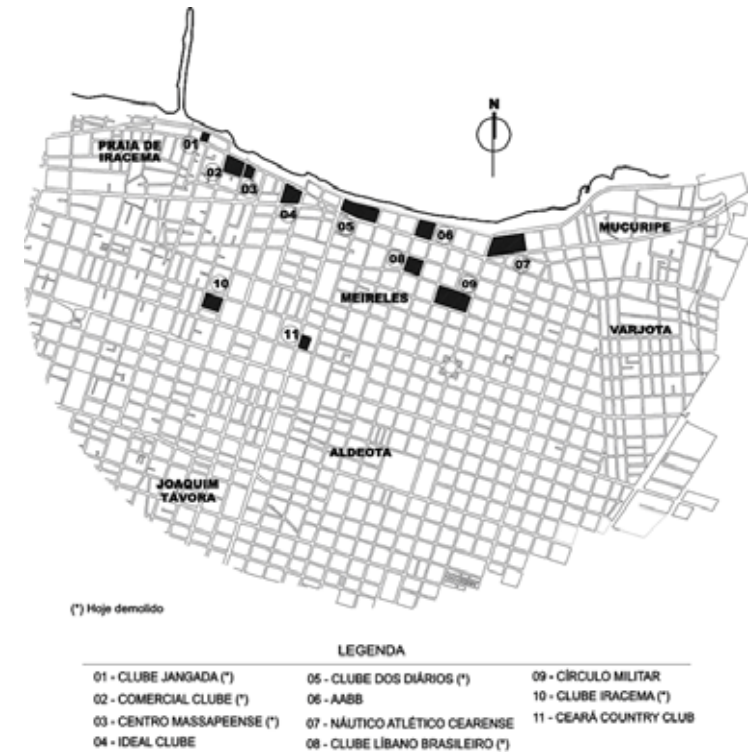 N
PRAIA DE
IRACEMA
01
02
03
04
05
06
07
08
09
10
11
MUCURIPE
MEIRELES
VARJOTA
ALDEOTA
JOAQUIM
TÁVORA
(*) Hoje demolido
LEGENDA
01 - CLUBE JANGADA (*)
02 - COMERCIAL CLUBE (*)
03 - CENTRO MASSAPEENSE (*)
04 - IDEAL CLUBE
05 - CLUBE DOS DIÁRIOS (*)
06 - AABB
07 - NÁUTICO ATLÉTICO CEARENSE
08 - CLUBE LÍBANO BRASILEIRO (*)
09 - CÍRCULO MILITAR
10 - CLUBE IRACEMA (*)
11 - CEARÁ COUNTRY CLUB